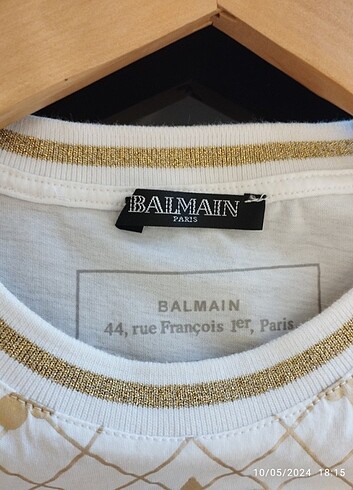 BALMAIN
PARIS
BALMAIN
44, rue François 1er, Paris
10/05/2024 18:15